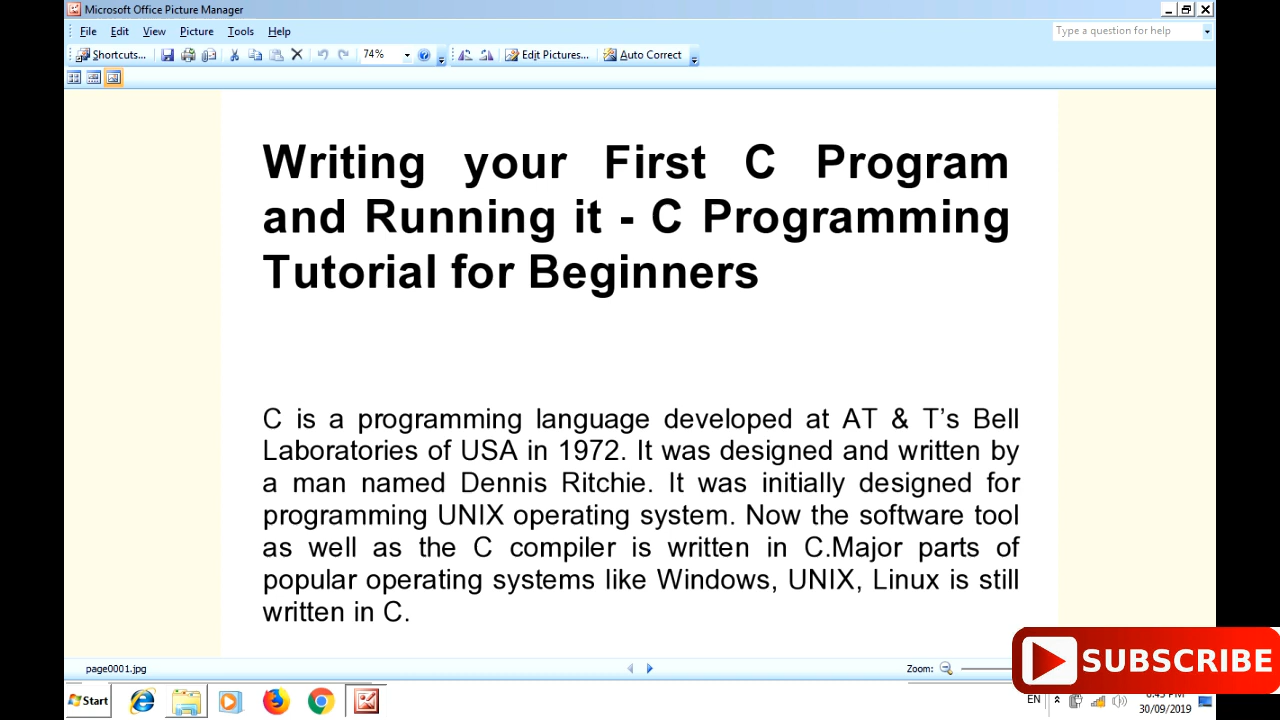 Microsoft Office Picture Manager
File Edit View Picture Tools Help
Type a question for help
Shortcuts... 74% Edit Pictures... Auto Correct
Writing your First C Program
and Running it - C Programming
Tutorial for Beginners
C is a programming language developed at AT & T’s Bell
Laboratories of USA in 1972. It was designed and written by
a man named Dennis Ritchie. It was initially designed for
programming UNIX operating system. Now the software tool
as well as the C compiler is written in C.Major parts of
popular operating systems like Windows, UNIX, Linux is still
written in C.
page0001.jpg Zoom:
SUBSCRIBE
Start EN
30/09/2019